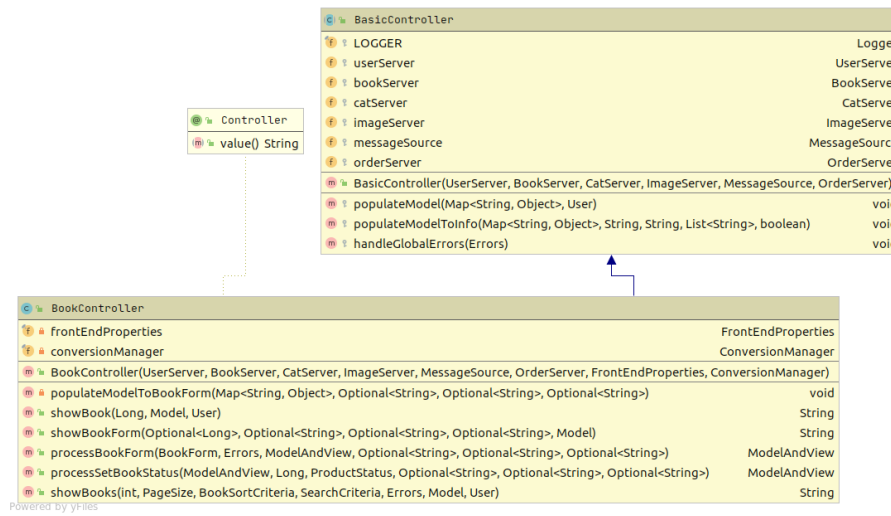 BasicController
LOGGER Logge
userServer UserServe
bookServer BookServe
catServer CatServe
imageServer ImageServe
messageSource MessageSourc
orderServer OrderServe
BasicController(UserServer, BookServer, CatServer, ImageServer, MessageSource, OrderServer)
populateModel(Map<String, Object>, User) voi
populateModelToInfo(Map<String, Object>, String, String, List<String>, boolean) voi
handleGlobalErrors(Errors) voi
Controller
value() String
BookController
frontEndProperties FrontEndProperties
conversionManager ConversionManager
BookController(UserServer, BookServer, CatServer, ImageServer, MessageSource, OrderServer, FrontEndProperties, ConversionManager)
populateModelToBookForm(Map<String, Object>, Optional<String>, Optional<String>, Optional<String>) void
showBook(Long, Model, User) String
showBookForm(Optional<Long>, Optional<String>, Optional<String>, Optional<String>, Model) String
processBookForm(BookForm, Errors, ModelAndView, Optional<String>, Optional<String>, Optional<String>) ModelAndView
processSetBookStatus(ModelAndView, Long, ProductStatus, Optional<String>, Optional<String>, Optional<String>) ModelAndView
showBooks(int, PageSize, BookSortCriteria, SearchCriteria, Errors, Model, User) String
Powered by yFiles